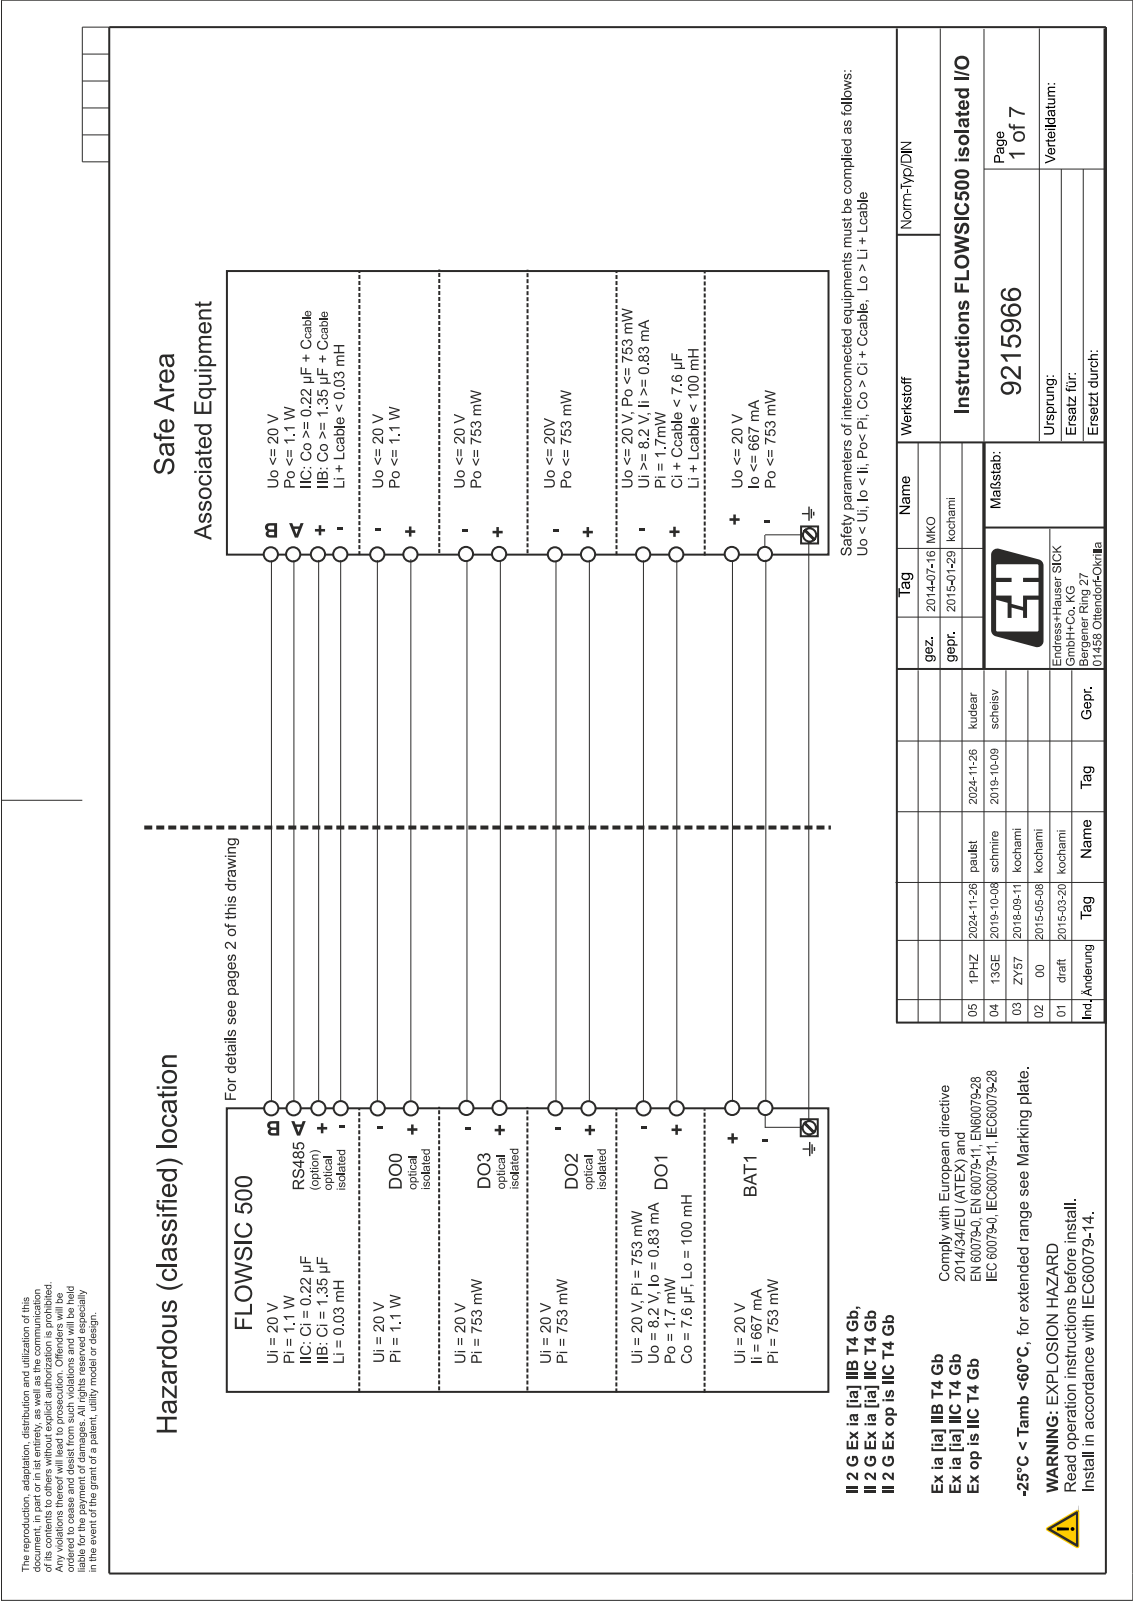 The reproduction, adaptation, distribution and utilization of this
document, in part or in ist entirety, as well as the communication
of its contents to others without explicit authorization is prohibited.
Any violations thereof will lead to prosecution. Offenders will be
ordered to cease and desist from such violations and will be held
liable for the payment of damages. All rights reserved especially
in the event of the grant of a patent, utility model or design.
Hazardous (classified) location
Safe Area
Associated Equipment
For details see pages 2 of this drawing
FLOWSIC 500
Ui = 20 V
Pi = 1.1 W
IIC: Ci = 0.22 µF
IIB: Ci = 1.35 µF
Li = 0.03 mH
RS485
(option)
optical
isolated
B
A
+
-
B
A
+
-
Uo <= 20 V
Po <= 1.1 W
IIC: Co >= 0.22 µF + Ccable
IIB: Co >= 1.35 µF + Ccable
Li + Lcable < 0.03 mH
Ui = 20 V
Pi = 1.1 W
DO0
optical
isolated
-
+
-
+
Uo <= 20 V
Po <= 1.1 W
Ui = 20 V
Pi = 753 mW
DO3
optical
isolated
-
+
-
+
Uo <= 20 V
Po <= 753 mW
Ui = 20 V
Pi = 753 mW
DO2
optical
isolated
-
+
-
+
Uo <= 20V
Po <= 753 mW
Ui = 20 V, Pi = 753 mW
Uo = 8.2 V, Io = 0.83 mA
Po = 1.7 mW
Co = 7.6 µF, Lo = 100 mH
DO1
-
+
-
+
Uo <= 20 V, Po <= 753 mW
Ui >= 8.2 V, Ii >= 0.83 mA
Pi = 1.7mW
Ci + Ccable < 7.6 µF
Li + Lcable < 100 mH
Ui = 20 V
Ii = 667 mA
Pi = 753 mW
BAT1
+
-
+
-
Uo <= 20 V
Io <= 667 mA
Po <= 753 mW
Safety parameters of interconnected equipments must be complied as follows:
Uo < Ui, Io < Ii, Po< Pi, Co > Ci + Ccable, Lo > Li + Lcable
II 2 G Ex ia [ia] IIB T4 Gb,
II 2 G Ex ia [ia] IIC T4 Gb
II 2 G Ex op is IIC T4 Gb
Ex ia [ia] IIB T4 Gb
Ex ia [ia] IIC T4 Gb
Ex op is IIC T4 Gb
Comply with European directive
2014/34/EU (ATEX) and
EN 60079-0, EN 60079-11, EN60079-28
IEC 60079-0, IEC60079-11, IEC60079-28
-25°C < Tamb <60°C, for extended range see Marking plate.
WARNING: EXPLOSION HAZARD
Read operation instructions before install.
Install in accordance with IEC60079-14.
05 1PHZ 2024-11-26 paulst 2024-11-26 kudear
04 13GE 2019-10-08 schmire 2019-10-09 scheisv
03 ZY57 2018-09-11 kochami
02 00 2015-05-08 kochami
01 draft 2015-03-20 kochami
Ind. Änderung Tag Name Tag Gepr.
Tag Name
gez. 2014-07-16 MKO
gepr. 2015-01-29 kochami
Endress+Hauser SICK
GmbH+Co. KG
Bergener Ring 27
01458 Ottendorf-Okrilla
Maßstab:
Werkstoff
Norm-Typ/DIN
Instructions FLOWSIC500 isolated I/O
9215966
Page
1 of 7
Ursprung:
Ersatz für:
Ersetzt durch:
Verteildatum: